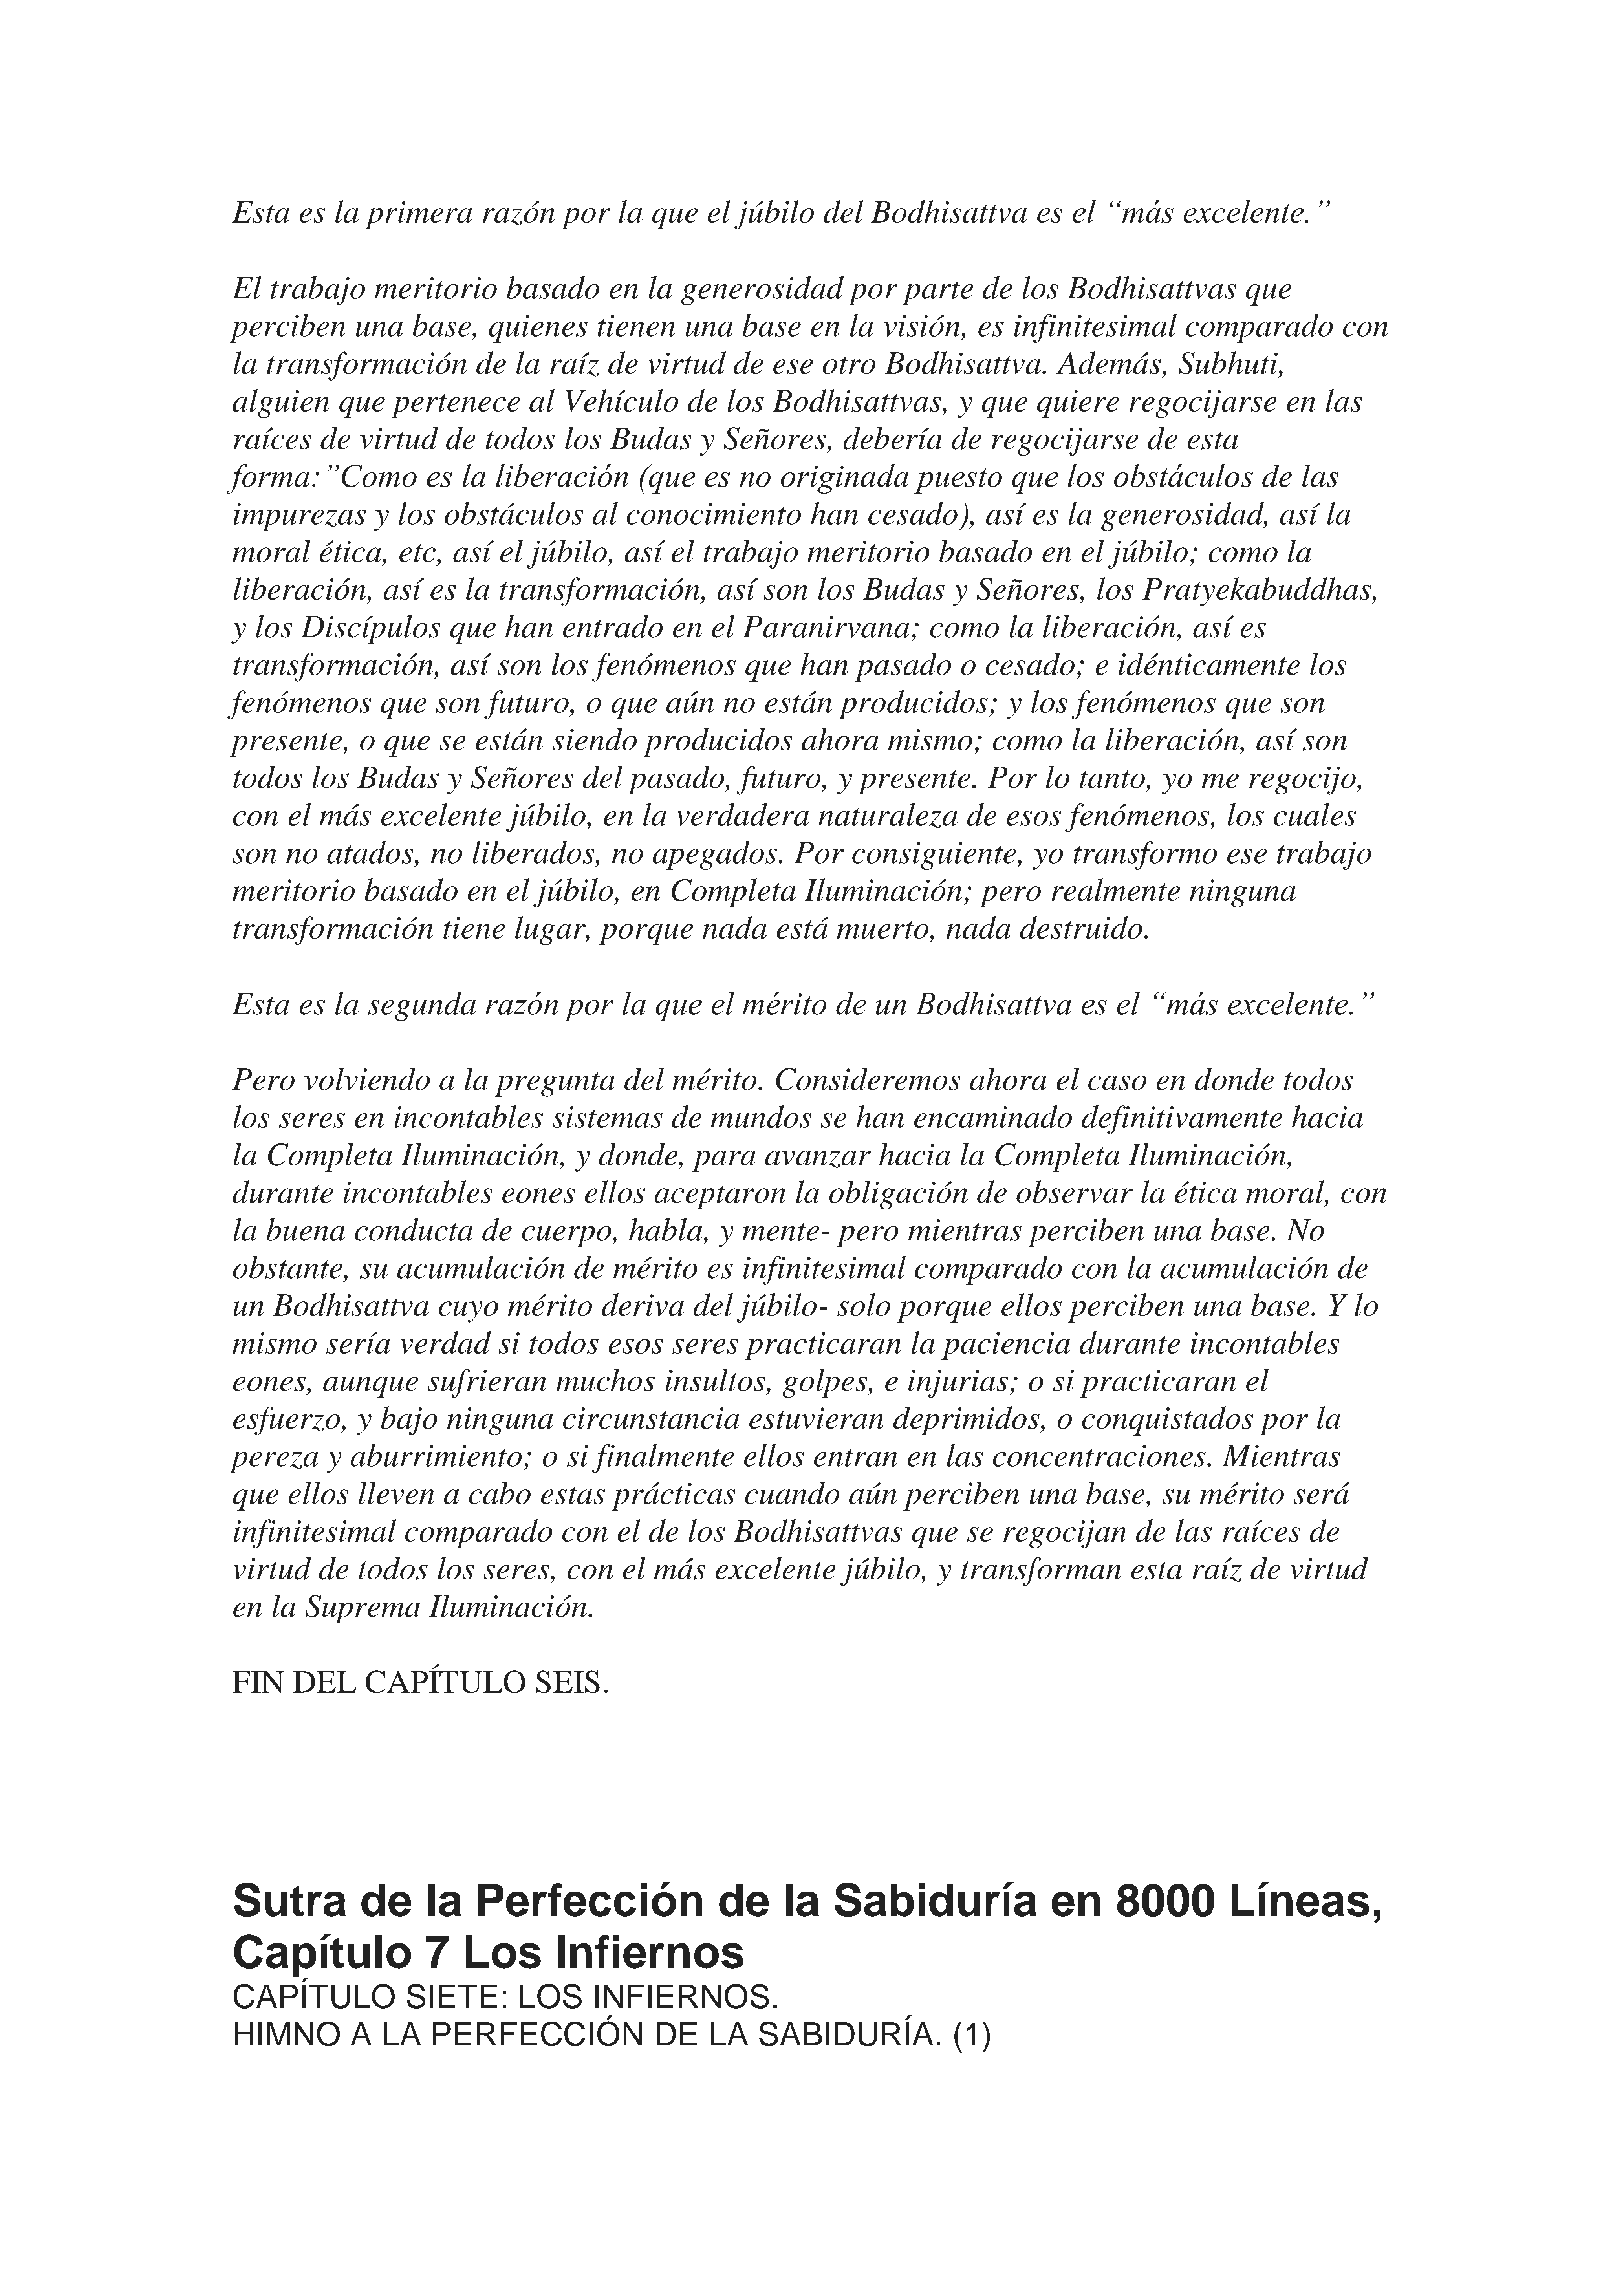 Esta es la primera razón por la que el júbilo del Bodhisattva es el “más excelente.”
El trabajo meritorio basado en la generosidad por parte de los Bodhisattvas que
perciben una base, quienes tienen una base en la visión, es infinitesimal comparado con
la transformación de la raíz de virtud de ese otro Bodhisattva. Además, Subhuti,
alguien que pertenece al Vehículo de los Bodhisattvas, y que quiere regocijarse en las
raíces de virtud de todos los Budas y Señores, debería de regocijarse de esta
forma:”Como es la liberación (que es no originada puesto que los obstáculos de las
impurezas y los obstáculos al conocimiento han cesado), así es la generosidad, así la
moral ética, etc, así el júbilo, así el trabajo meritorio basado en el júbilo; como la
liberación, así es la transformación, así son los Budas y Señores, los Pratyekabuddhas,
y los Discípulos que han entrado en el Paranirvana; como la liberación, así es
transformación, así son los fenómenos que han pasado o cesado; e idénticamente los
fenómenos que son futuro, o que aún no están producidos; y los fenómenos que son
presente, o que se están siendo producidos ahora mismo; como la liberación, así son
todos los Budas y Señores del pasado, futuro, y presente. Por lo tanto, yo me regocijo,
con el más excelente júbilo, en la verdadera naturaleza de esos fenómenos, los cuales
son no atados, no liberados, no apegados. Por consiguiente, yo transformo ese trabajo
meritorio basado en el júbilo, en Completa Iluminación; pero realmente ninguna
transformación tiene lugar, porque nada está muerto, nada destruido.
Esta es la segunda razón por la que el mérito de un Bodhisattva es el “más excelente.”
Pero volviendo a la pregunta del mérito. Consideremos ahora el caso en donde todos
los seres en incontables sistemas de mundos se han encaminado definitivamente hacia
la Completa Iluminación, y donde, para avanzar hacia la Completa Iluminación,
durante incontables eones ellos aceptaron la obligación de observar la ética moral, con
la buena conducta de cuerpo, habla, y mente- pero mientras perciben una base. No
obstante, su acumulación de mérito es infinitesimal comparado con la acumulación de
un Bodhisattva cuyo mérito deriva del júbilo- solo porque ellos perciben una base. Y lo
mismo sería verdad si todos esos seres practicaran la paciencia durante incontables
eones, aunque sufrieran muchos insultos, golpes, e injurias; o si practicaran el
esfuerzo, y bajo ninguna circunstancia estuvieran deprimidos, o conquistados por la
pereza y aburrimiento; o si finalmente ellos entran en las concentraciones. Mientras
que ellos lleven a cabo estas prácticas cuando aún perciben una base, su mérito será
infinitesimal comparado con el de los Bodhisattvas que se regocijan de las raíces de
virtud de todos los seres, con el más excelente júbilo, y transforman esta raíz de virtud
en la Suprema Iluminación.
FIN DEL CAPÍTULO SEIS.
Sutra de la Perfección de la Sabiduría en 8000 Líneas,
Capítulo 7 Los Infiernos
CAPÍTULO SIETE: LOS INFIERNOS.
HIMNO A LA PERFECCIÓN DE LA SABIDURÍA. (1)